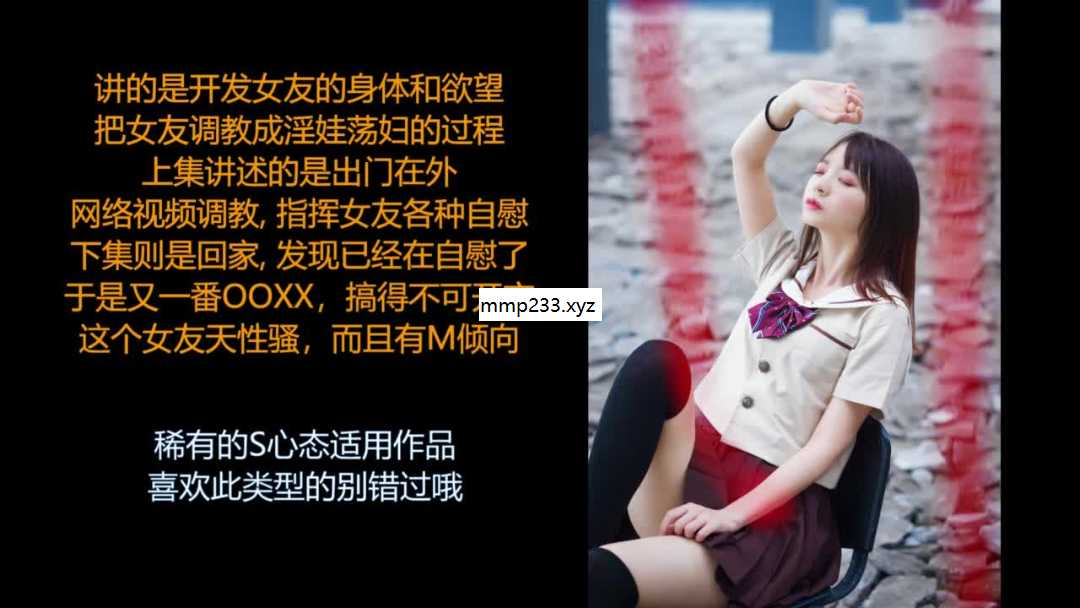 讲的是开发女友的身体和欲望
把女友调教成淫娃荡妇的过程
上集讲述的是出门在外
网络视频调教, 指挥女友各种自慰
下集则是回家, 发现已经在自慰了
于是又一番OOXX，搞得不可
mmp233.xyz
这个女友天性骚，而且有M倾向
稀有的S心态适用作品
喜欢此类型的别错过哦